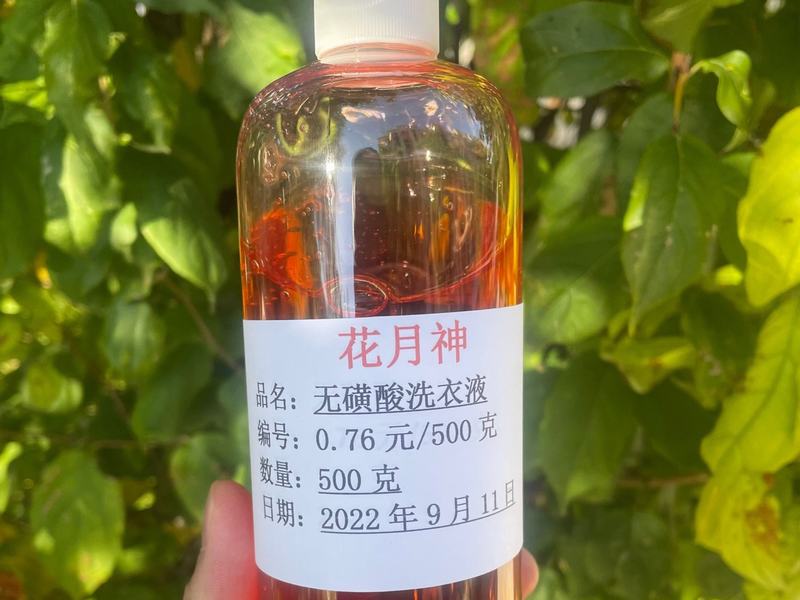 花月神
品名：无磺酸洗衣液
编号：0.76 元/500 克
数量：500 克
日期：2022 年 9 月 11 日